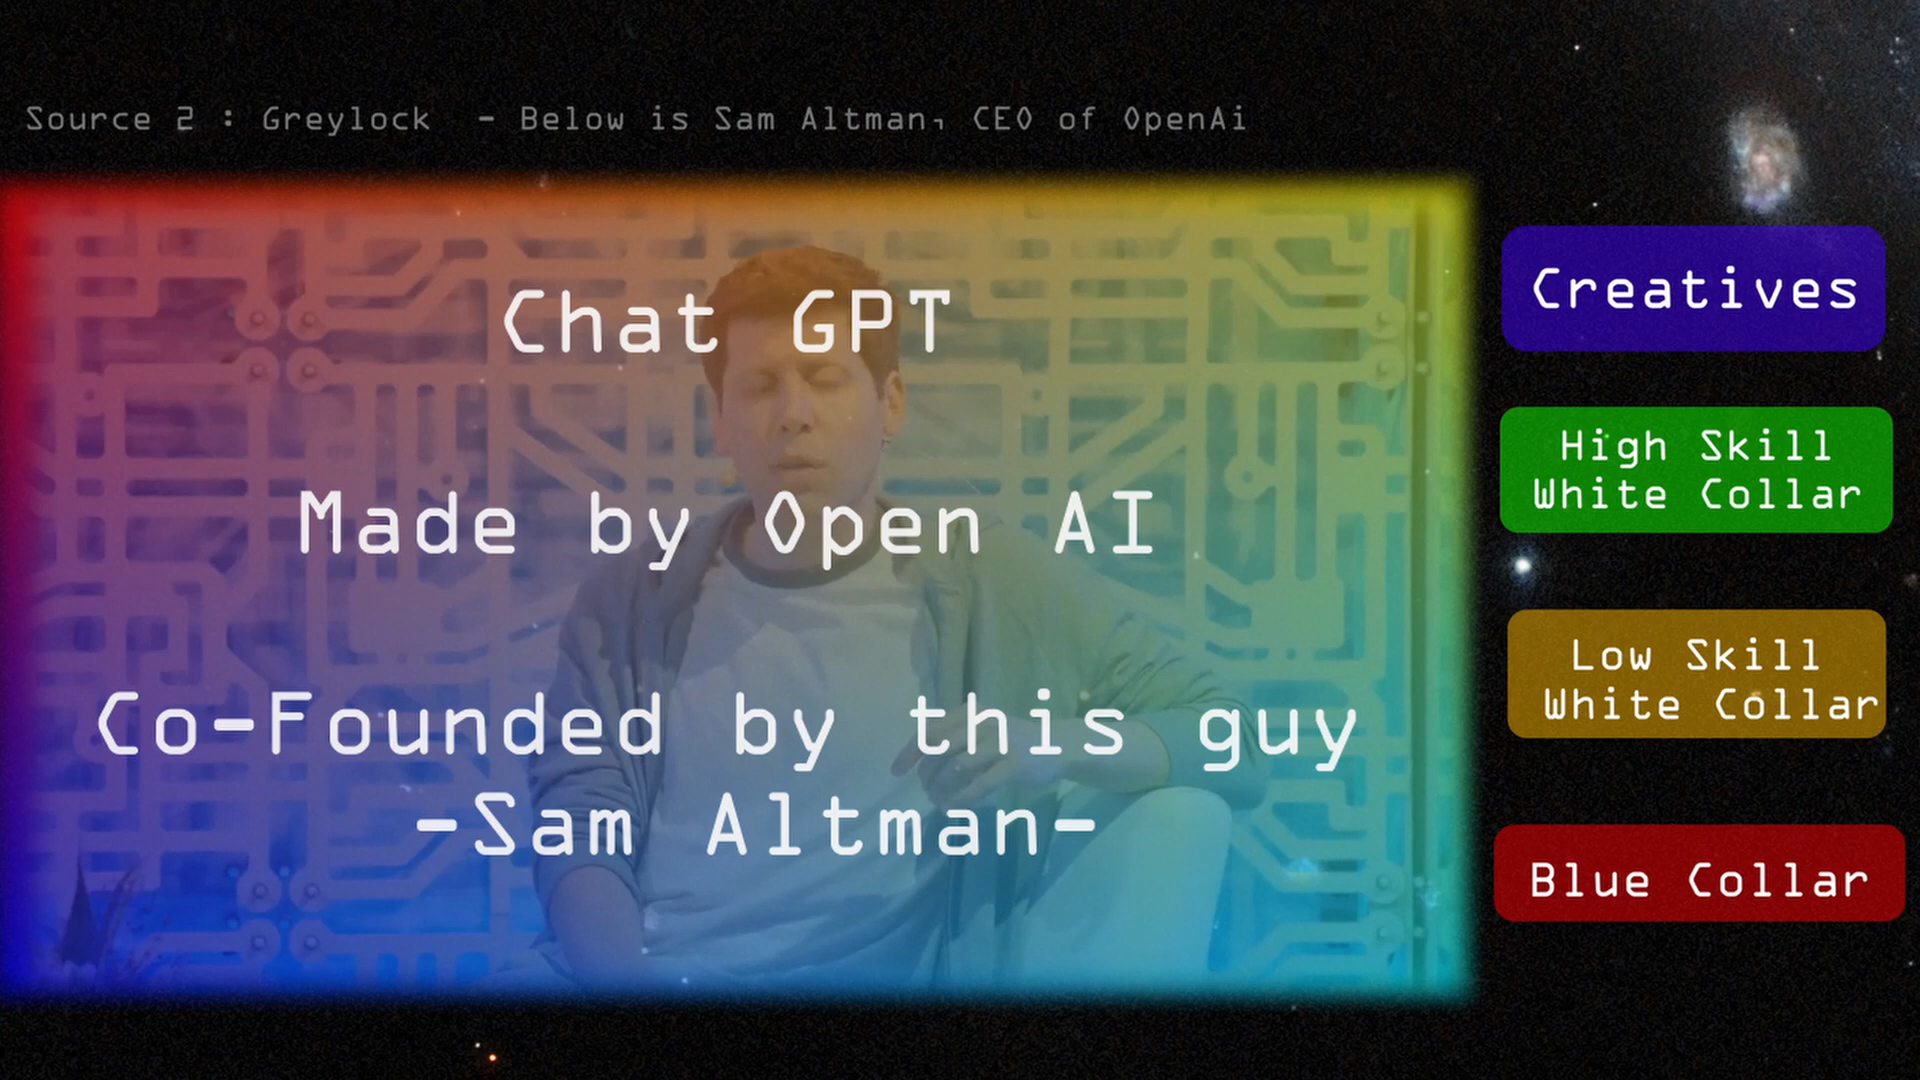 Source 2 : Greylock - Below is Sam Altman, CEO of OpenAi
Chat GPT
Made by Open AI
Co-Founded by this guy
-Sam Altman-
Creatives
High Skill
White Collar
Low Skill
White Collar
Blue Collar